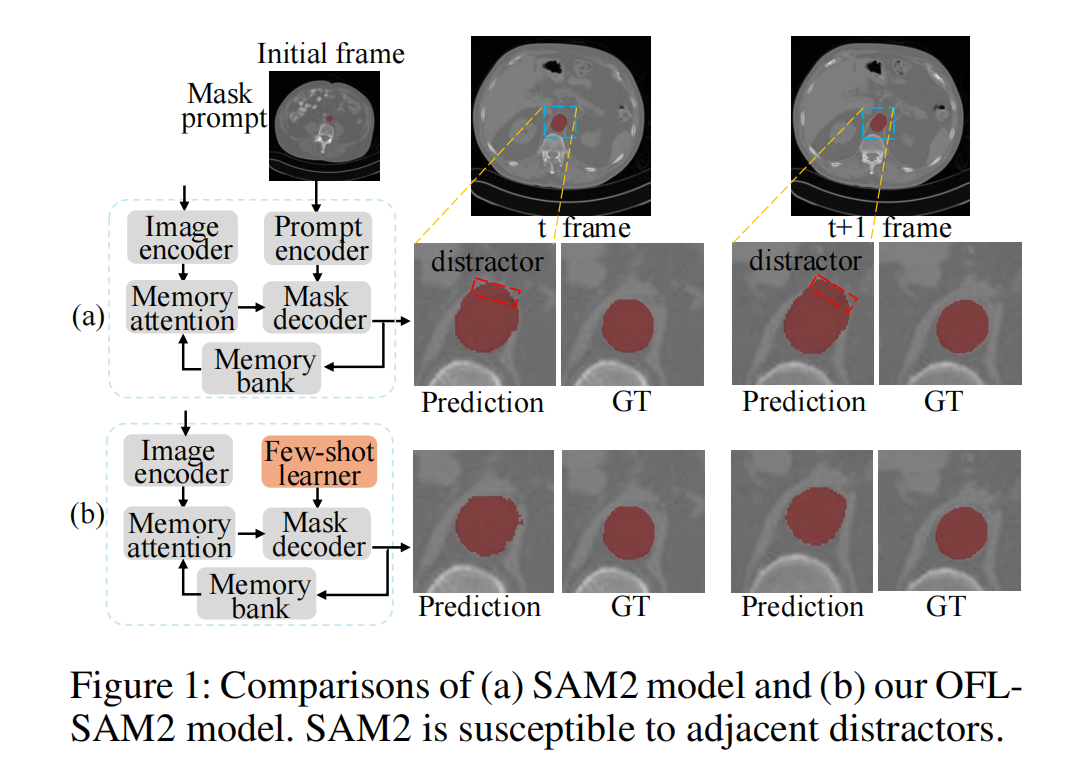 Initial frame
Mask
prompt
t frame
t+1 frame
(a)
Image
encoder
Prompt
encoder
Memory
attention
Mask
decoder
Memory
bank
distractor
Prediction
GT
distractor
Prediction
GT
(b)
Image
encoder
Few-shot
learner
Memory
attention
Mask
decoder
Memory
bank
Prediction
GT
Prediction
GT
Figure 1: Comparisons of (a) SAM2 model and (b) our OFL-
SAM2 model. SAM2 is susceptible to adjacent distractors.